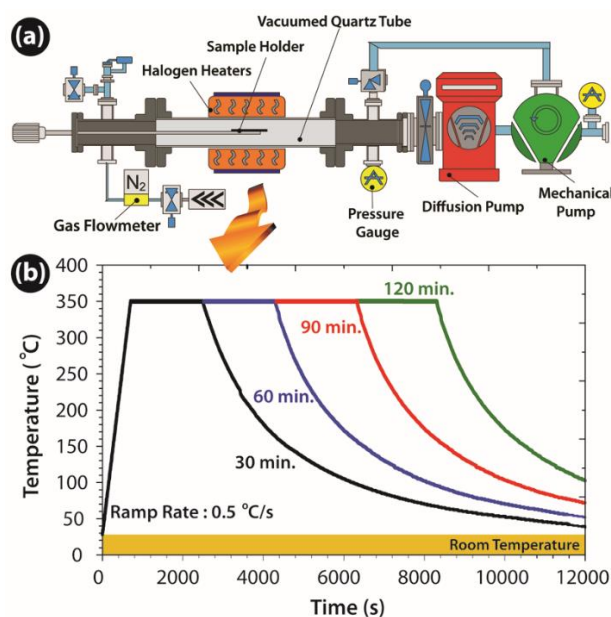 (a)
Vacuumed Quartz Tube
Sample Holder
Halogen Heaters
N2
Gas Flowmeter
Pressure
Gauge
Diffusion Pump
Mechanical
Pump
(b)
400
350
300
250
200
150
100
50
0
Temperature (°C)
120 min.
90 min.
60 min.
30 min.
Ramp Rate : 0.5 °C/s
Room Temperature
0 2000 4000 6000 8000 10000 12000
Time (s)